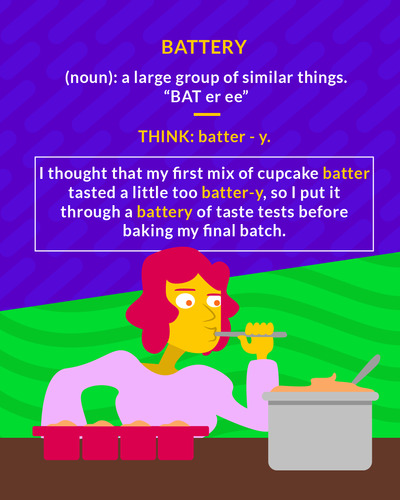 BATTERY
(noun): a large group of similar things.
“BAT er ee”
THINK: batter - y.
I thought that my first mix of cupcake batter
tasted a little too batter-y, so I put it
through a battery of taste tests before
baking my final batch.